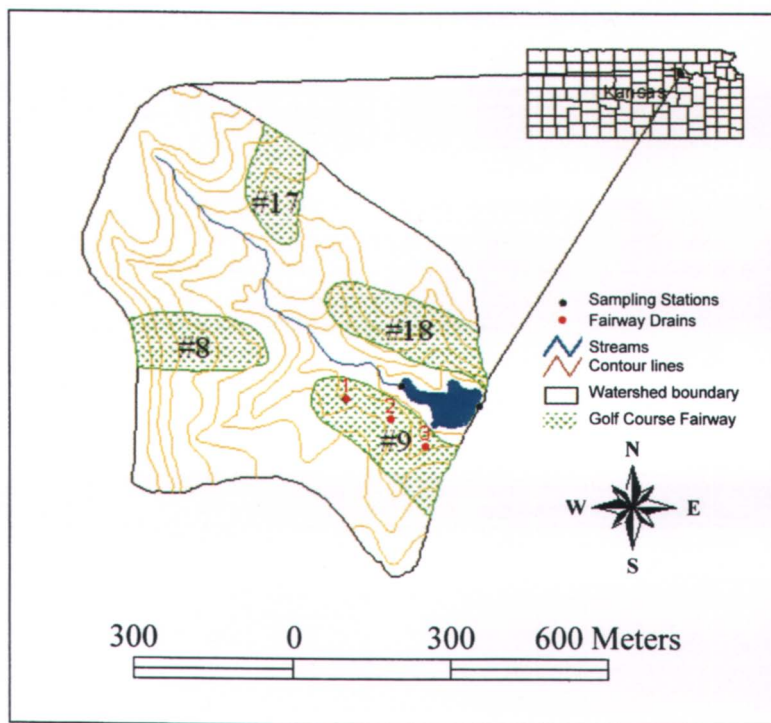 Kansas
#17
#18
#8
1
2
#9
3
Sampling Stations
Fairway Drains
Streams
Contour lines
Watershed boundary
Golf Course Fairway
N
W E
S
300 0 300 600 Meters